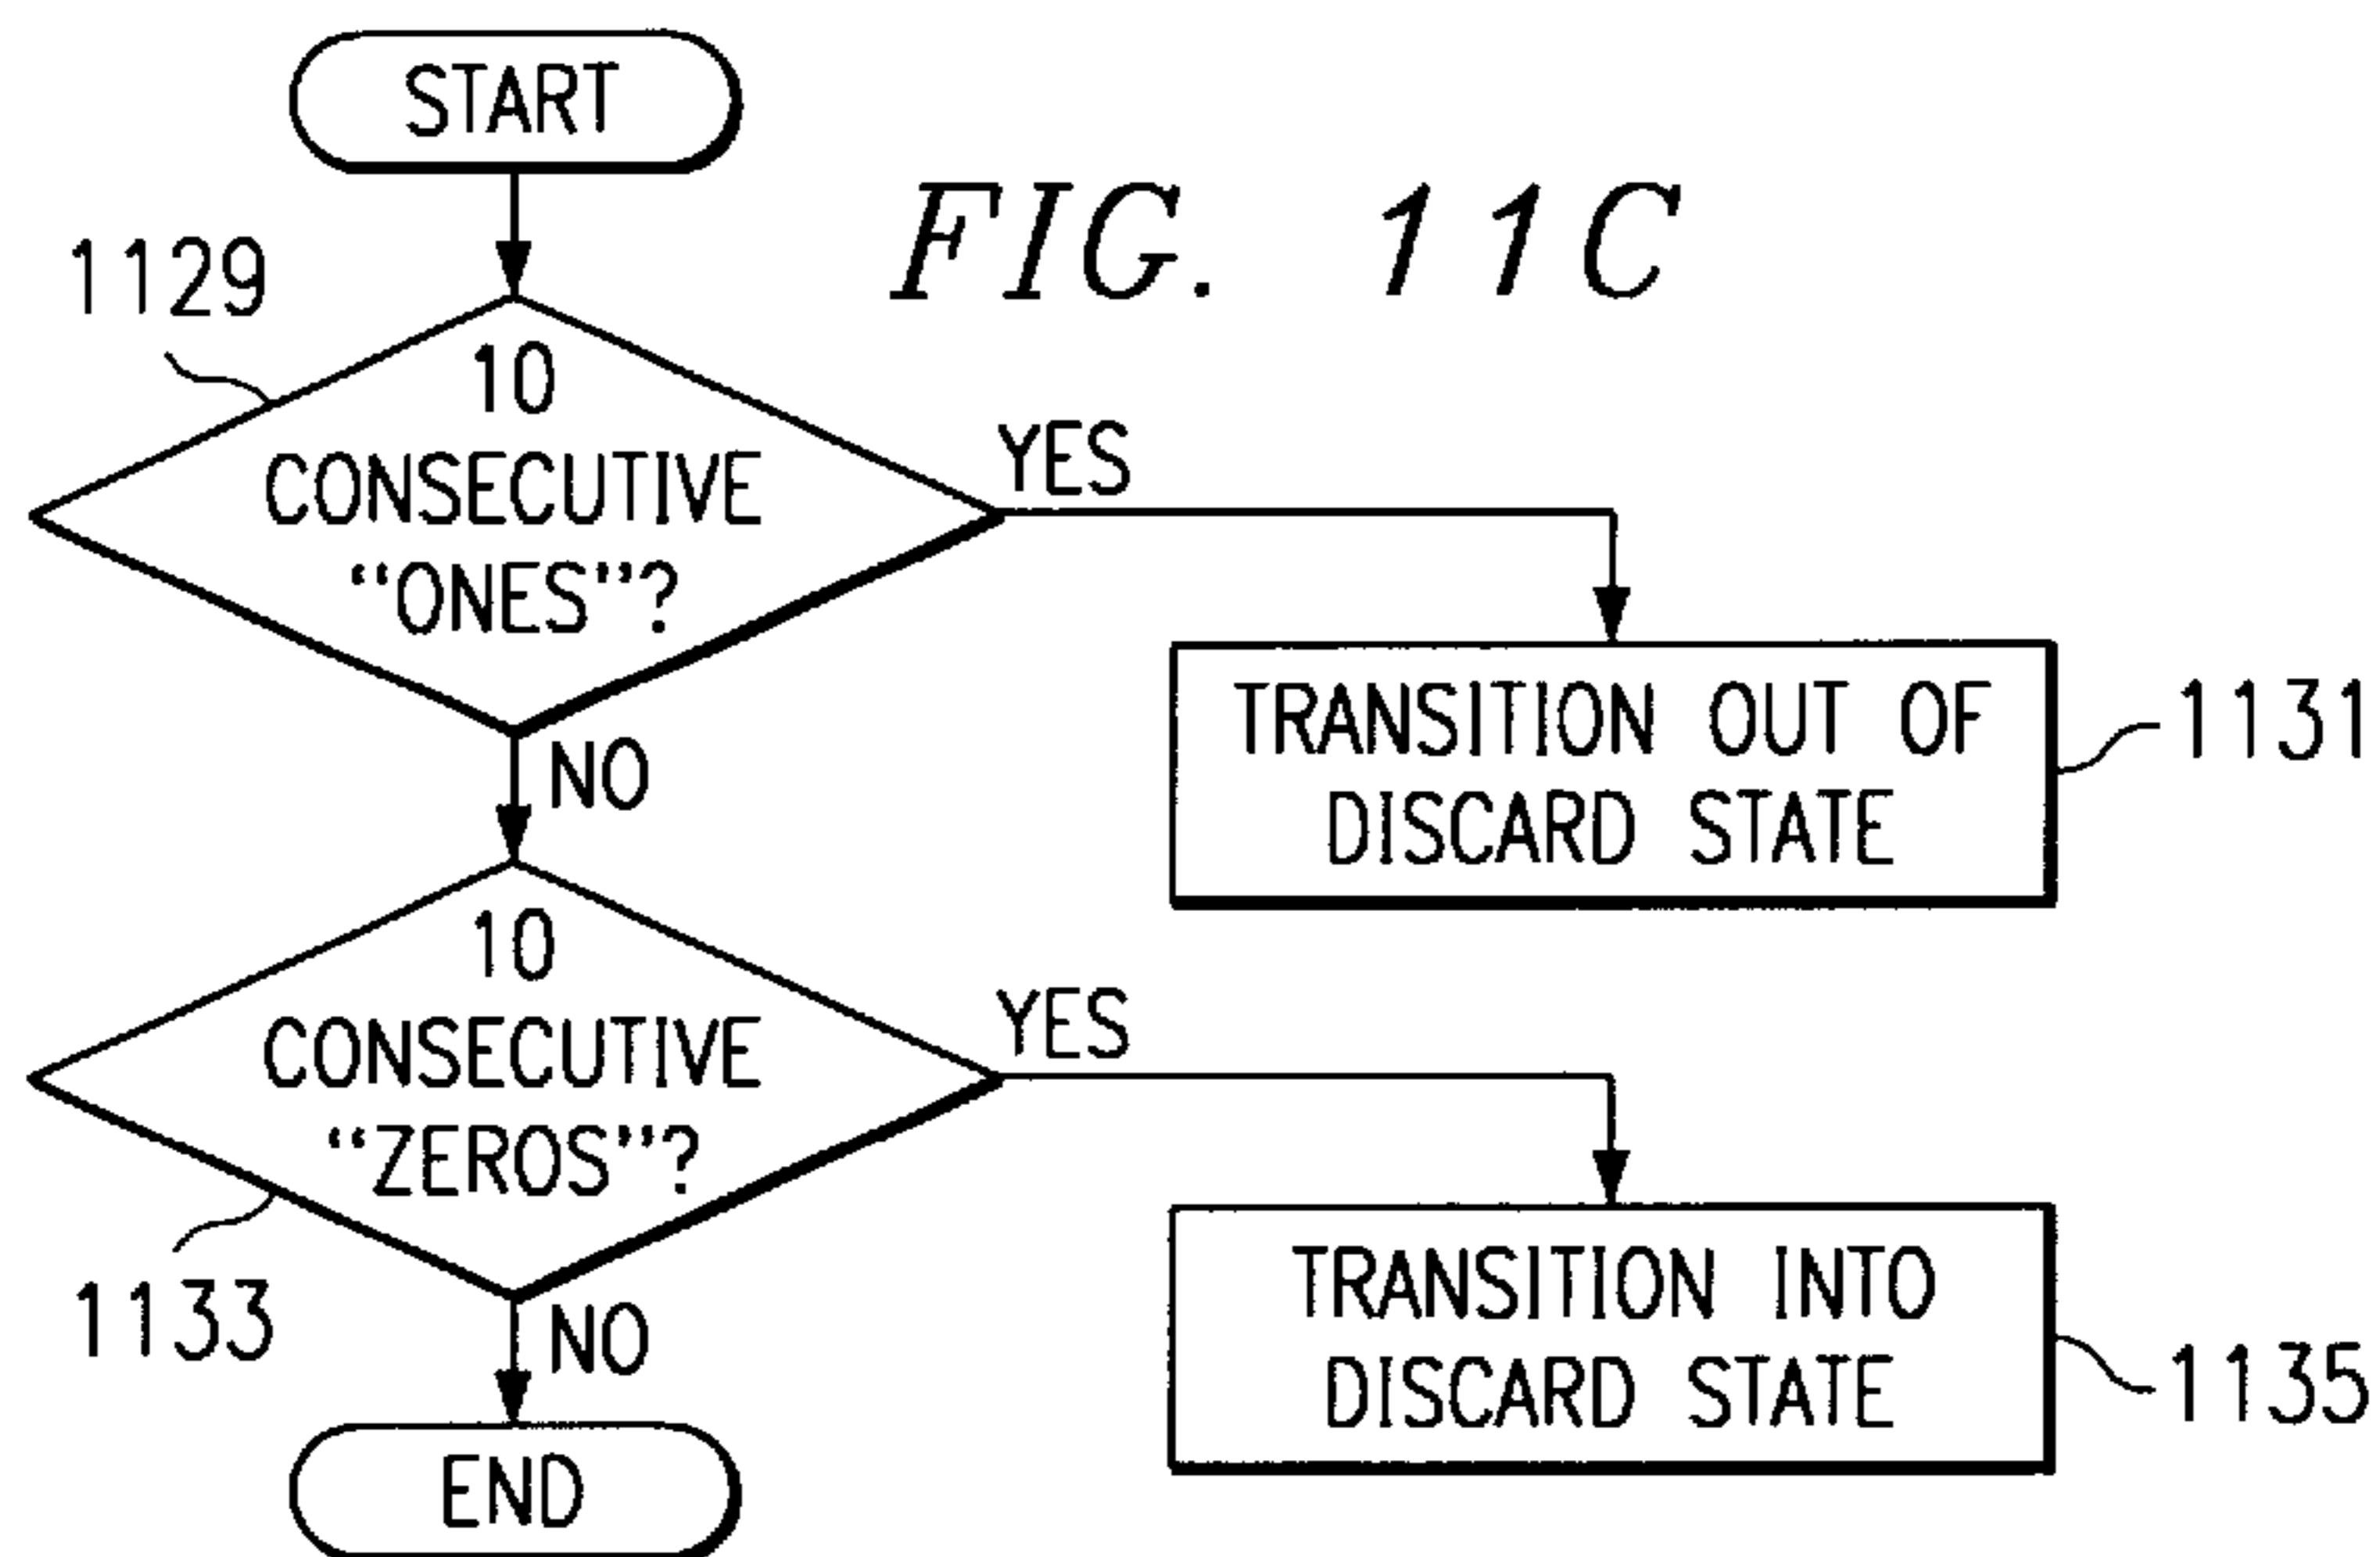 START
FIG. 11C
1129
10
CONSECUTIVE
“ONES”?
YES
TRANSITION OUT OF
DISCARD STATE
1131
NO
10
CONSECUTIVE
“ZEROS”?
YES
1133
TRANSITION INTO
DISCARD STATE
1135
NO
END